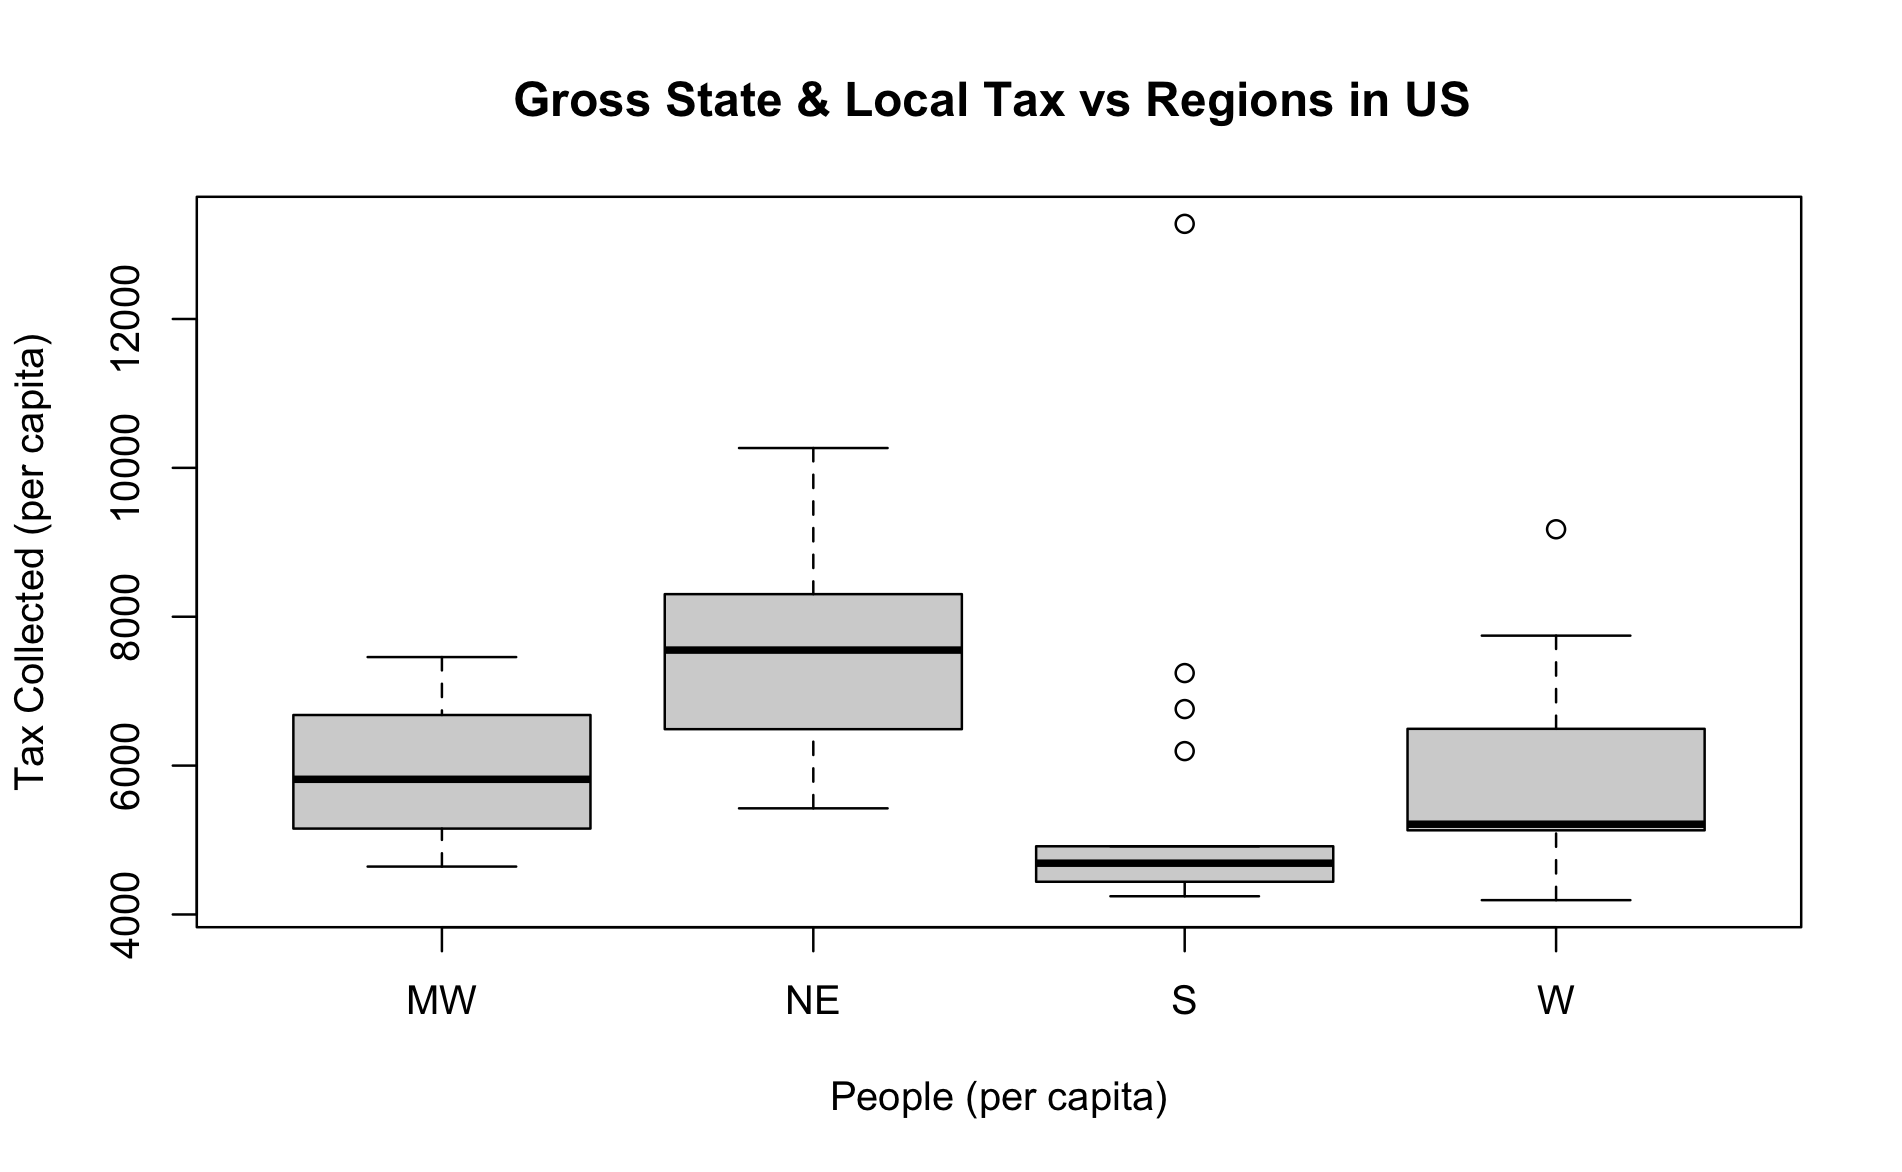 Gross State & Local Tax vs Regions in US
Tax Collected (per capita)
12000
10000
8000
6000
4000
MW NE S W
People (per capita)